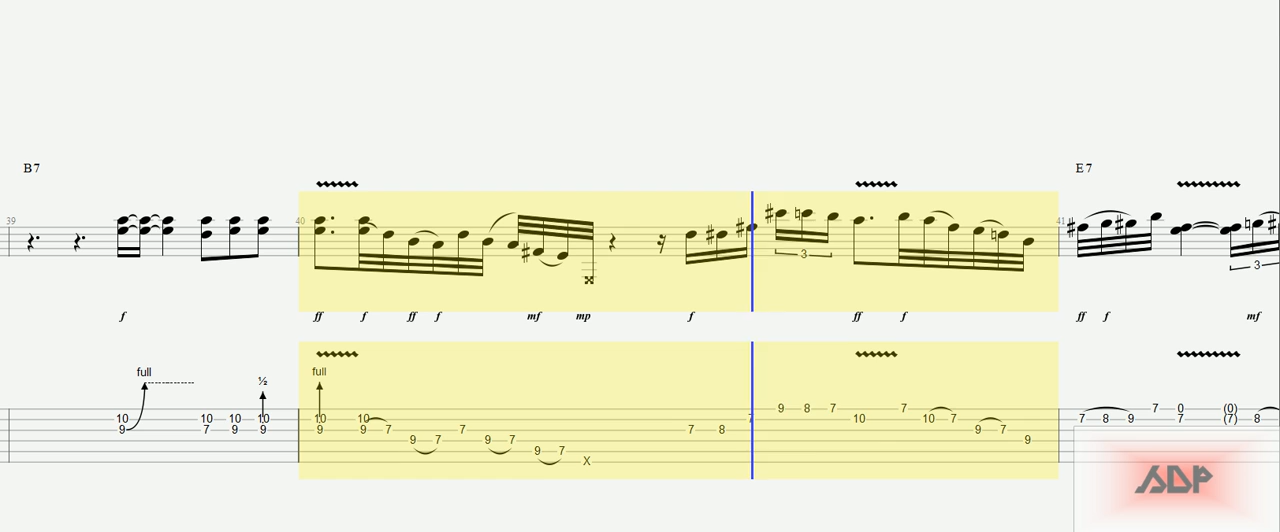 B7 E7
39 40 41
3 3
f ff f ff f mf mp f ff f ff f mf
full ½ full
9 8 7 7 7 0 (0)
10 10 10 10 10 10 7 10 10 7 7 8 9 7 (7) 8
9 7 9 9 9 9 7 7 7 8 9 7
9 7 9 7 9
9 7
X
ADP